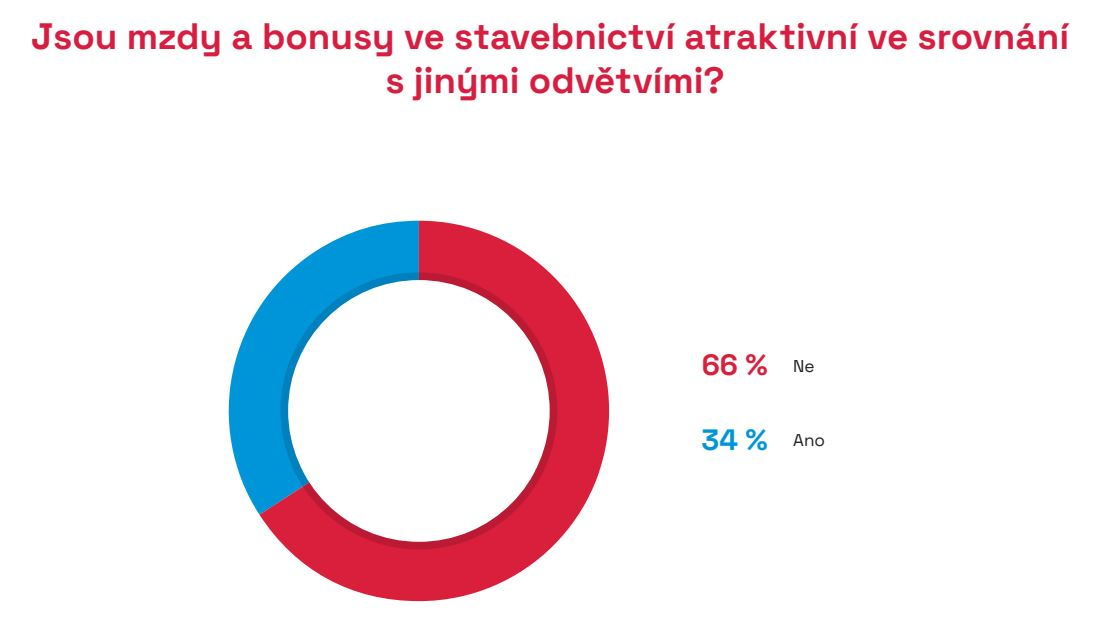 Jsou mzdy a bonusy ve stavebnictví atraktivní ve srovnání
s jinými odvětvími?
66 % Ne
34 % Ano